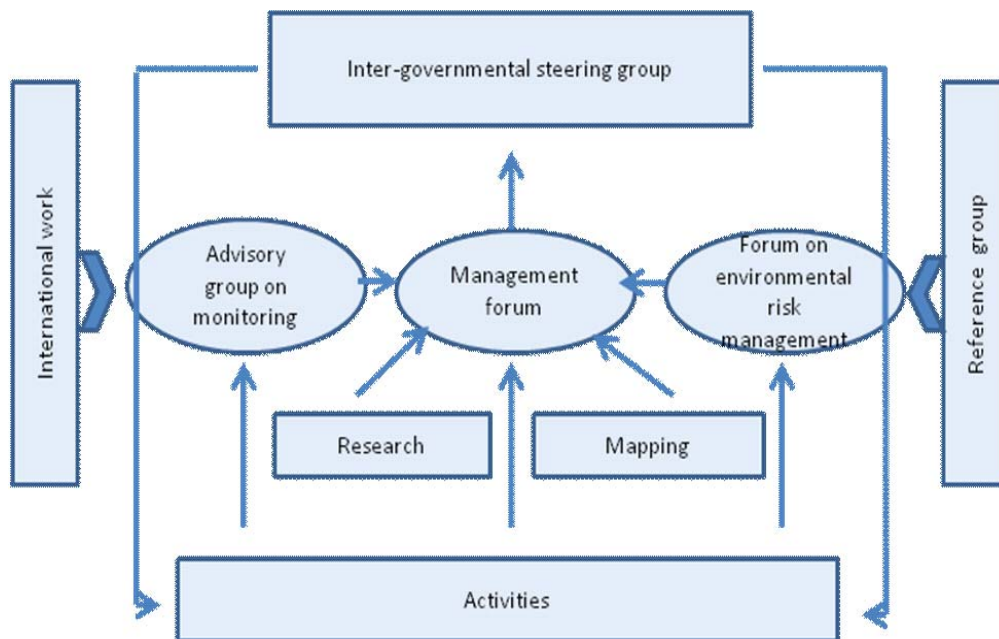 Inter-governmental steering group
International work
Advisory
group on
monitoring
Management
forum
Forum on
environmental
risk
management
Reference group
Research
Mapping
Activities